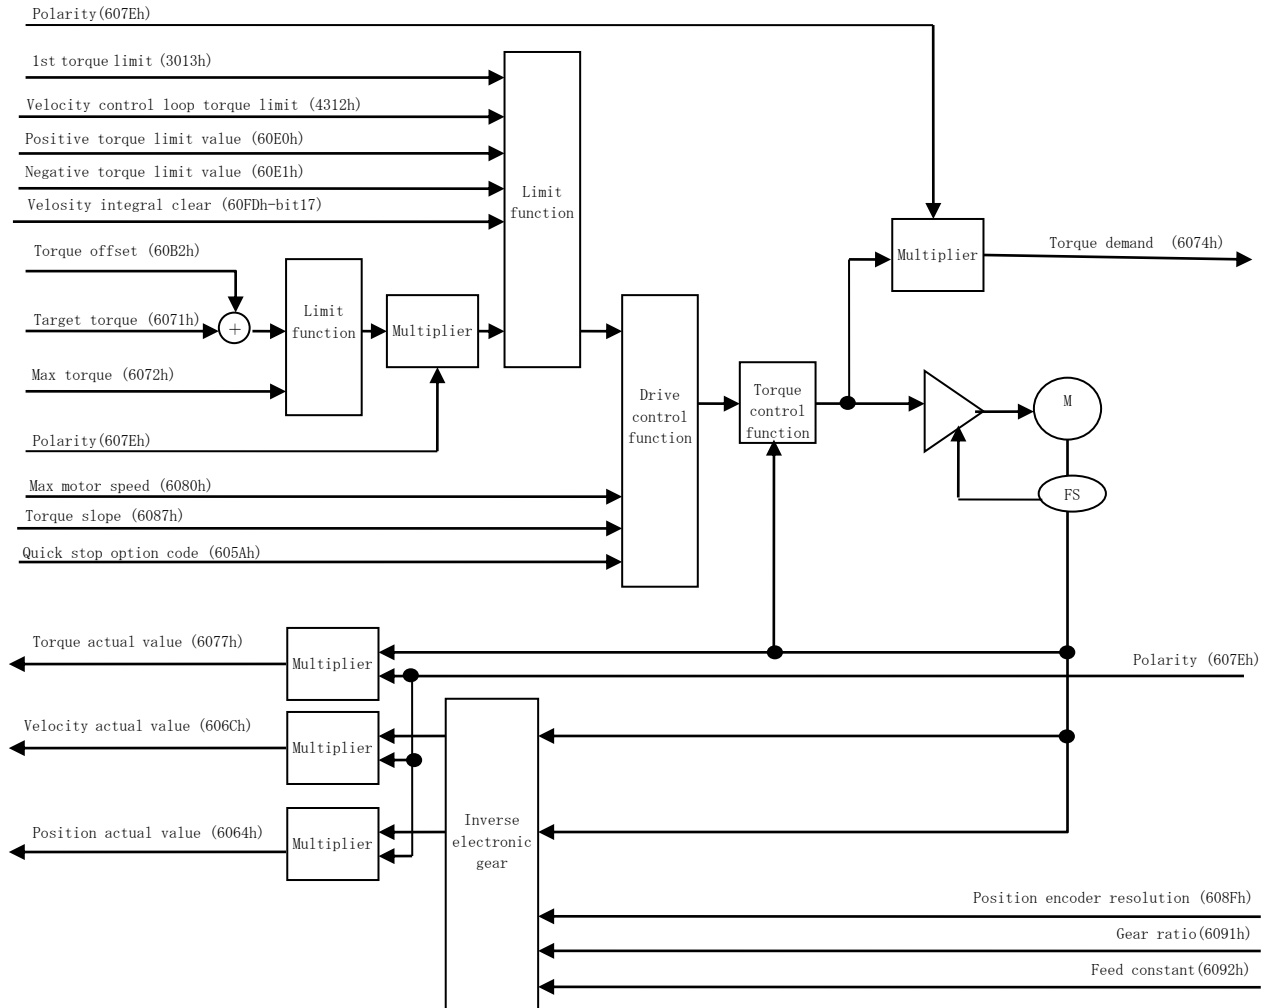 Polarity(607Eh)
1st torque limit (3013h)
Velocity control loop torque limit (4312h)
Positive torque limit value (60E0h)
Negative torque limit value (60E1h)
Velosity integral clear (60FDh-bit17)
Limit
function
Torque offset (60B2h)
Target torque (6071h)
+
Max torque (6072h)
Limit
function
Multiplier
Polarity(607Eh)
Multiplier
Torque demand (6074h)
Drive
control
function
Torque
control
function
M
FS
Max motor speed (6080h)
Torque slope (6087h)
Quick stop option code (605Ah)
Torque actual value (6077h)
Multiplier
Polarity (607Eh)
Velocity actual value (606Ch)
Multiplier
Position actual value (6064h)
Multiplier
Inverse
electronic
gear
Position encoder resolution (608Fh)
Gear ratio(6091h)
Feed constant(6092h)